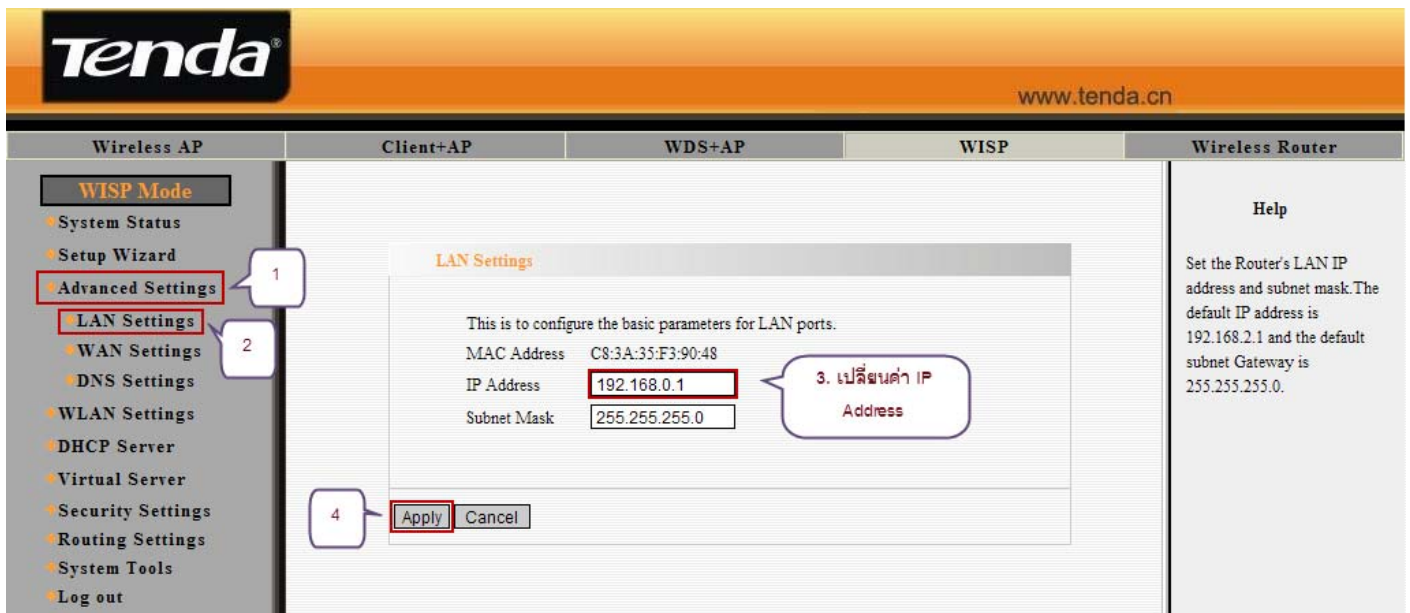 Tenda®
www.tenda.cn
Wireless AP
Client+AP
WDS+AP
WISP
Wireless Router
WISP Mode
System Status
Setup Wizard
Advanced Settings
1
LAN Settings
2
WAN Settings
DNS Settings
WLAN Settings
DHCP Server
Virtual Server
Security Settings
Routing Settings
System Tools
Log out
LAN Settings
This is to configure the basic parameters for LAN ports.
MAC Address C8:3A:35:F3:90:48
IP Address 192.168.0.1
Subnet Mask 255.255.255.0
3. เปลี่ยนค่า IP
Address
4
Apply Cancel
Help
Set the Router's LAN IP
address and subnet mask.The
default IP address is
192.168.2.1 and the default
subnet Gateway is
255.255.255.0.